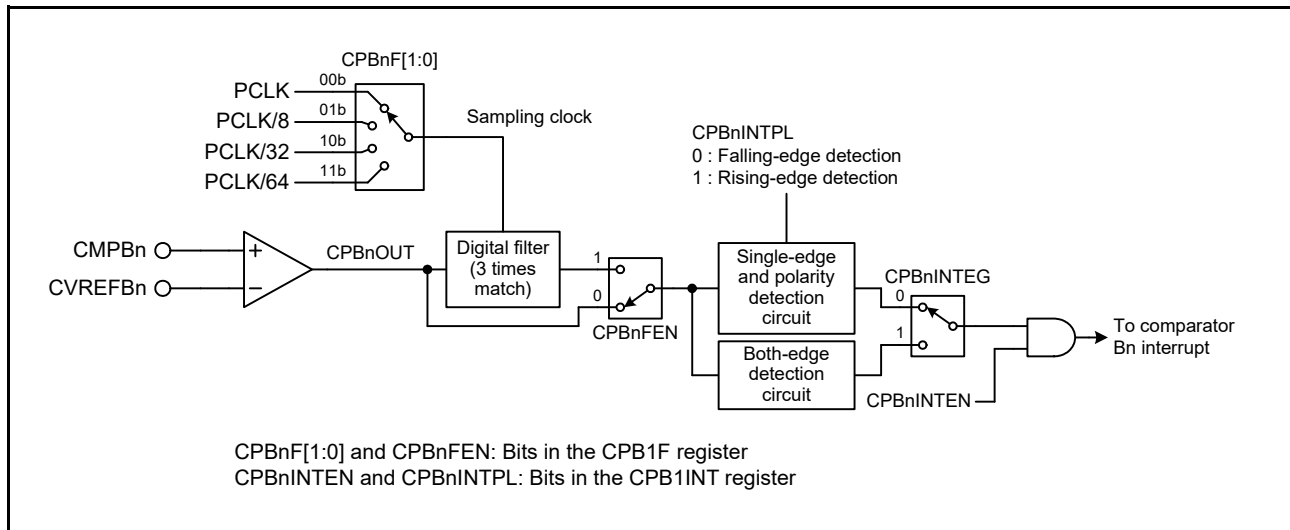 CPBnF[1:0]
PCLK
00b
PCLK/8
01b
PCLK/32
10b
PCLK/64
11b
Sampling clock
CPBnINTPL
0 : Falling-edge detection
1 : Rising-edge detection
CMPBn
CVREFBn
+
−
CPBnOUT
Digital filter
(3 times
match)
1
0
CPBnFEN
Single-edge
and polarity
detection
circuit
Both-edge
detection
circuit
CPBnINTEG
0
1
CPBnINTEN
To comparator
Bn interrupt
CPBnF[1:0] and CPBnFEN: Bits in the CPB1F register
CPBnINTEN and CPBnINTPL: Bits in the CPB1INT register